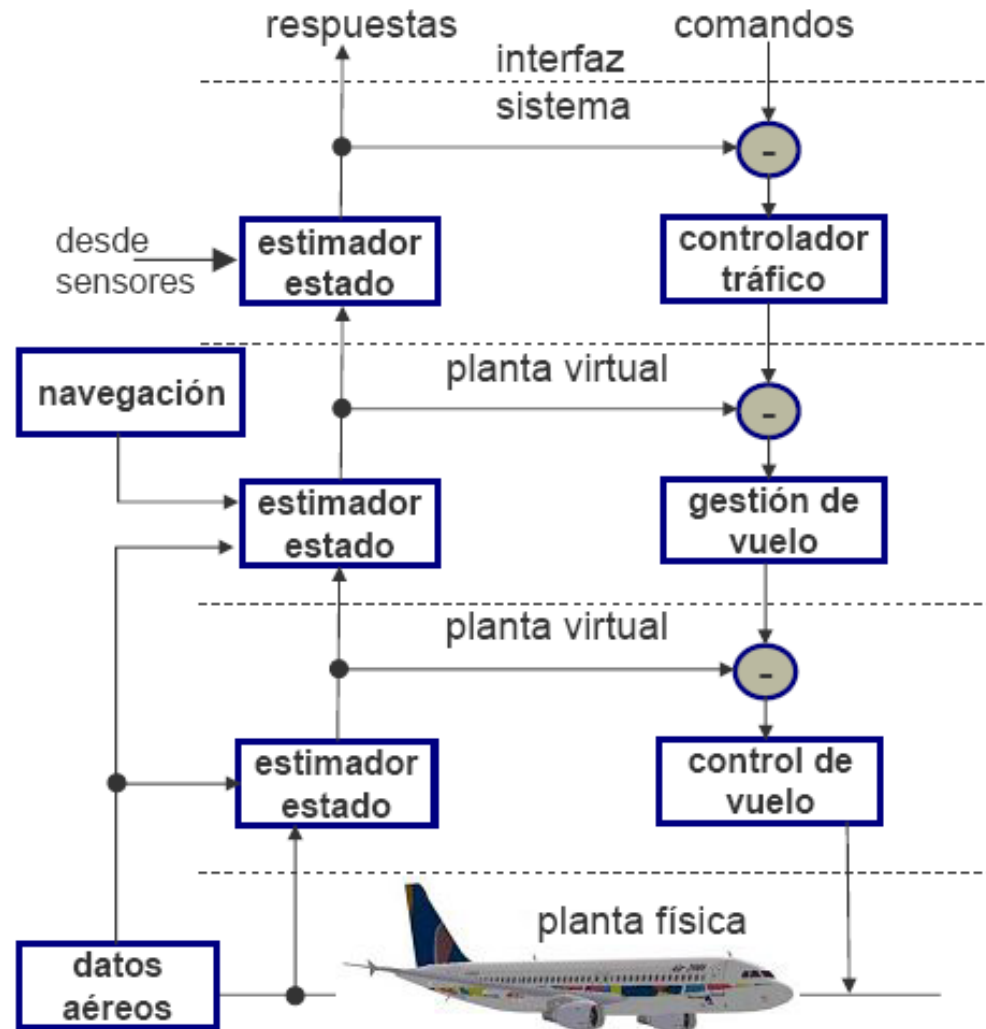 respuestas
comandos
interfaz
sistema
-
desde
sensores
estimador
estado
controlador
tráfico
planta virtual
-
navegación
estimador
estado
gestión de
vuelo
planta virtual
-
estimador
estado
control de
vuelo
planta física
datos
aéreos